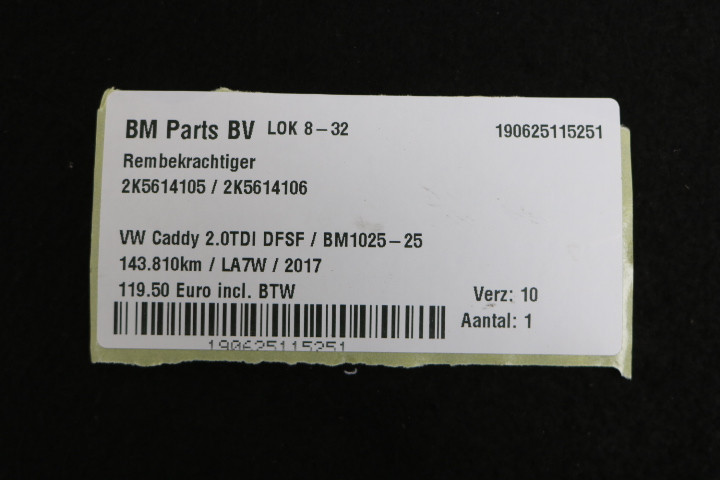 BM Parts BV LOK 8-32 190625115251
Rembekrachtiger
2K5614105 / 2K5614106
VW Caddy 2.0TDI DFSF / BM1025-25
143.810km / LA7W / 2017
119.50 Euro incl. BTW Verz: 10
Aantal: 1
190625115251